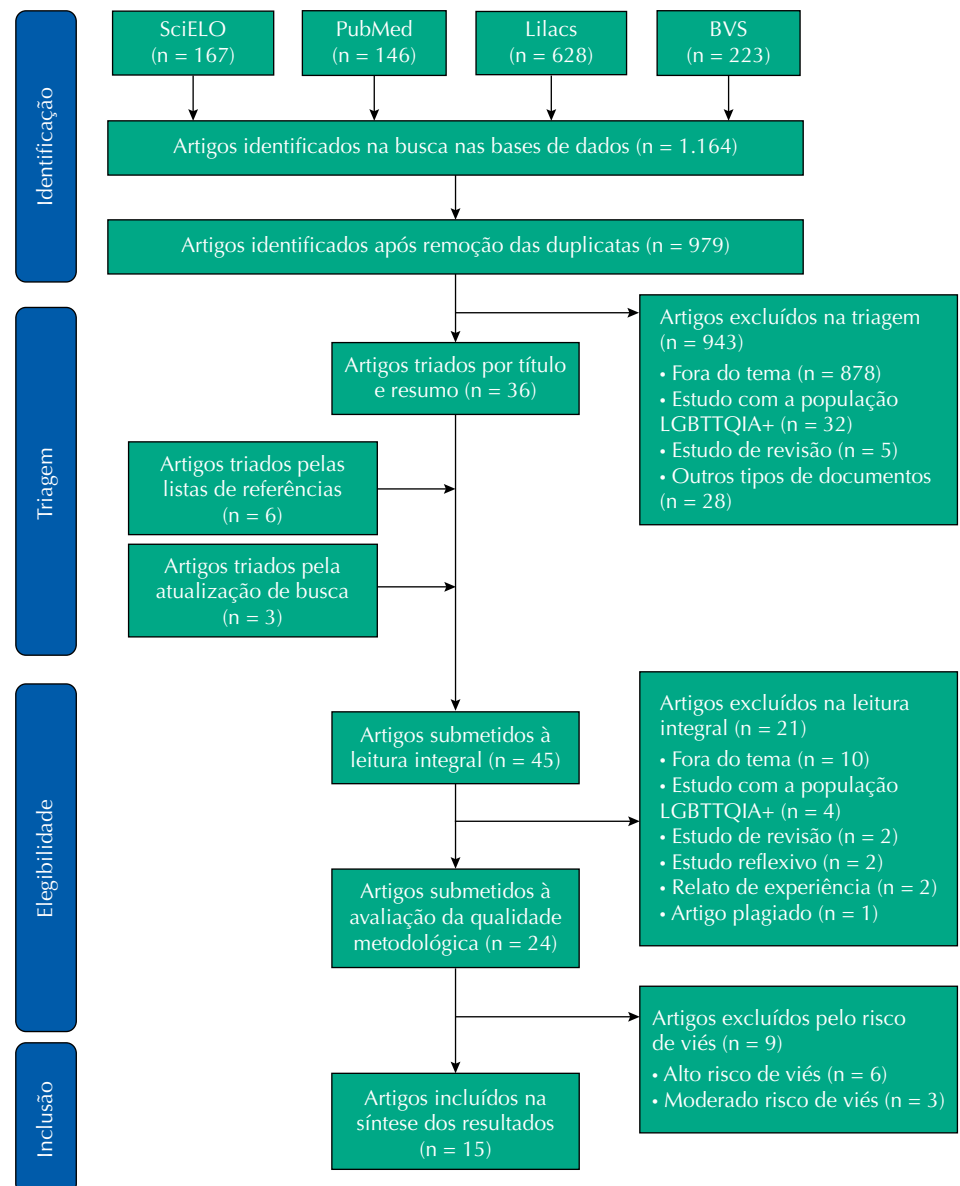 Identificação
SciELO
(n = 167)
PubMed
(n = 146)
Lilacs
(n = 628)
BVS
(n = 223)
Artigos identificados na busca nas bases de dados (n = 1.164)
Artigos identificados após remoção das duplicatas (n = 979)
Triagem
Artigos triados por título
e resumo (n = 36)
Artigos excluídos na triagem
(n = 943)
• Fora do tema (n = 878)
• Estudo com a população
LGBTTQIA+ (n = 32)
• Estudo de revisão (n = 5)
• Outros tipos de documentos
(n = 28)
Artigos triados pelas
listas de referências
(n = 6)
Artigos triados pela
atualização de busca
(n = 3)
Elegibilidade
Artigos submetidos à
leitura integral (n = 45)
Artigos excluídos na leitura
integral (n = 21)
• Fora do tema (n = 10)
• Estudo com a população
LGBTTQIA+ (n = 4)
• Estudo de revisão (n = 2)
• Estudo reflexivo (n = 2)
• Relato de experiência (n = 2)
• Artigo plagiado (n = 1)
Artigos submetidos à
avaliação da qualidade
metodológica (n = 24)
Artigos excluídos pelo risco
de viés (n = 9)
• Alto risco de viés (n = 6)
• Moderado risco de viés (n = 3)
Inclusão
Artigos incluídos na
síntese dos resultados
(n = 15)